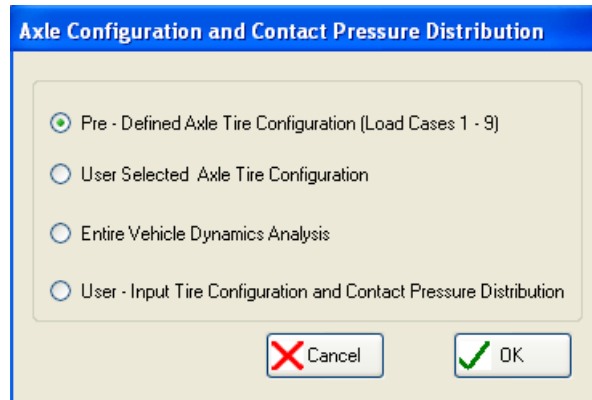 Axle Configuration and Contact Pressure Distribution
Pre - Defined Axle Tire Configuration (Load Cases 1 - 9)
User Selected Axle Tire Configuration
Entire Vehicle Dynamics Analysis
User - Input Tire Configuration and Contact Pressure Distribution
Cancel OK